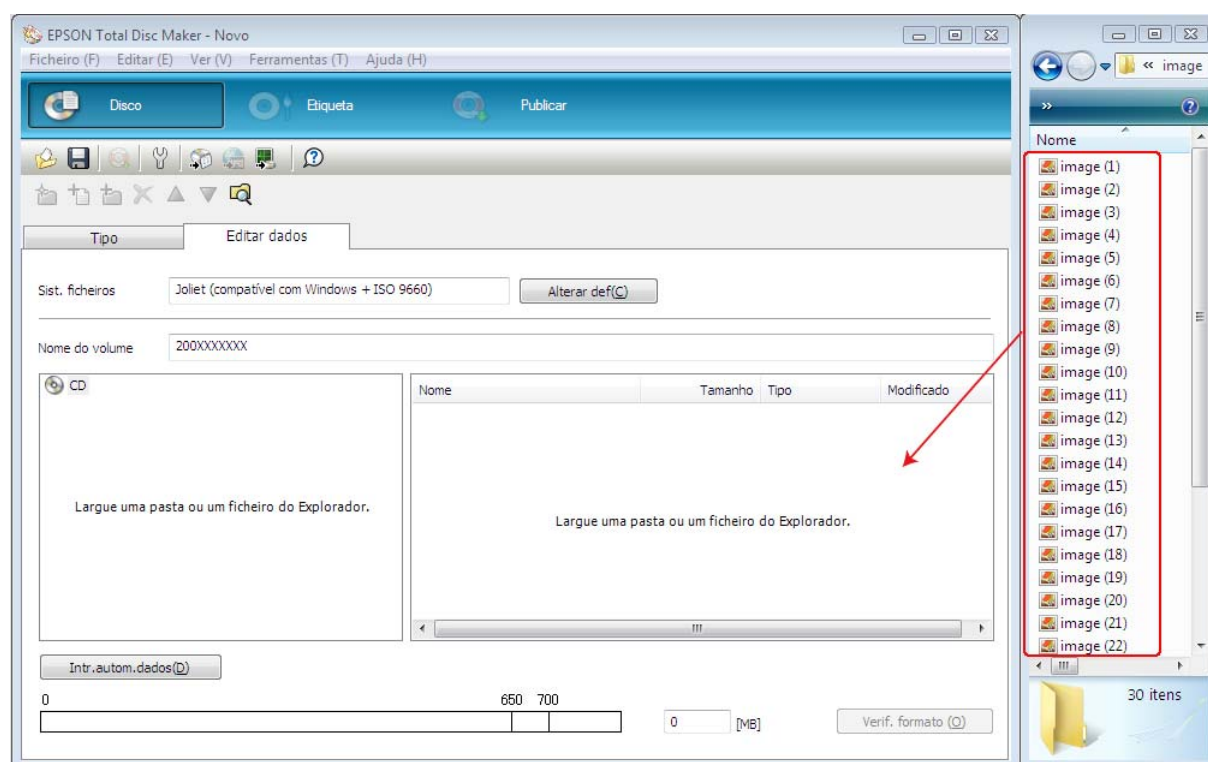 EPSON Total Disc Maker - Novo
Ficheiro (F) Editar (E) Ver (V) Ferramentas (T) Ajuda (H)
Disco Etiqueta Publicar
Tipo Editar dados
Sist. ficheiros Joliet (compatível com Windows + ISO 9660) Alterar def(C)
Nome do volume 200XXXXXXX
CD
Largue uma pasta ou um ficheiro do Explorador.
Nome Tamanho Tipo Modificado
Largue uma pasta ou um ficheiro do Explorador.
Intr.autom.dados(D)
0 650 700
0 [MB] Verif. formato (O)
« image
»
Nome
image (1)
image (2)
image (3)
image (4)
image (5)
image (6)
image (7)
image (8)
image (9)
image (10)
image (11)
image (12)
image (13)
image (14)
image (15)
image (16)
image (17)
image (18)
image (19)
image (20)
image (21)
image (22)
30 itens